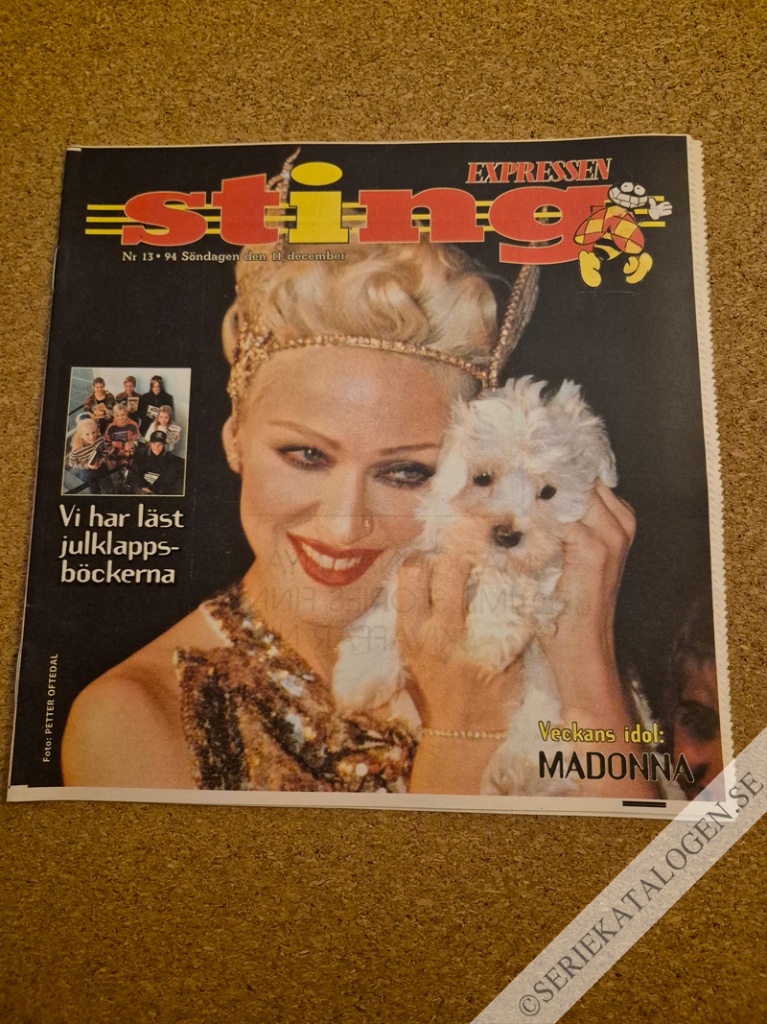 EXPRESSEN
sting
Nr 13 • 94 Söndagen den 11 december
Vi har läst
julklapps-
böckerna
Foto: PETTER OFTEDAL
Veckans idol:
MADONNA
©SERIEKATALOGEN.SE